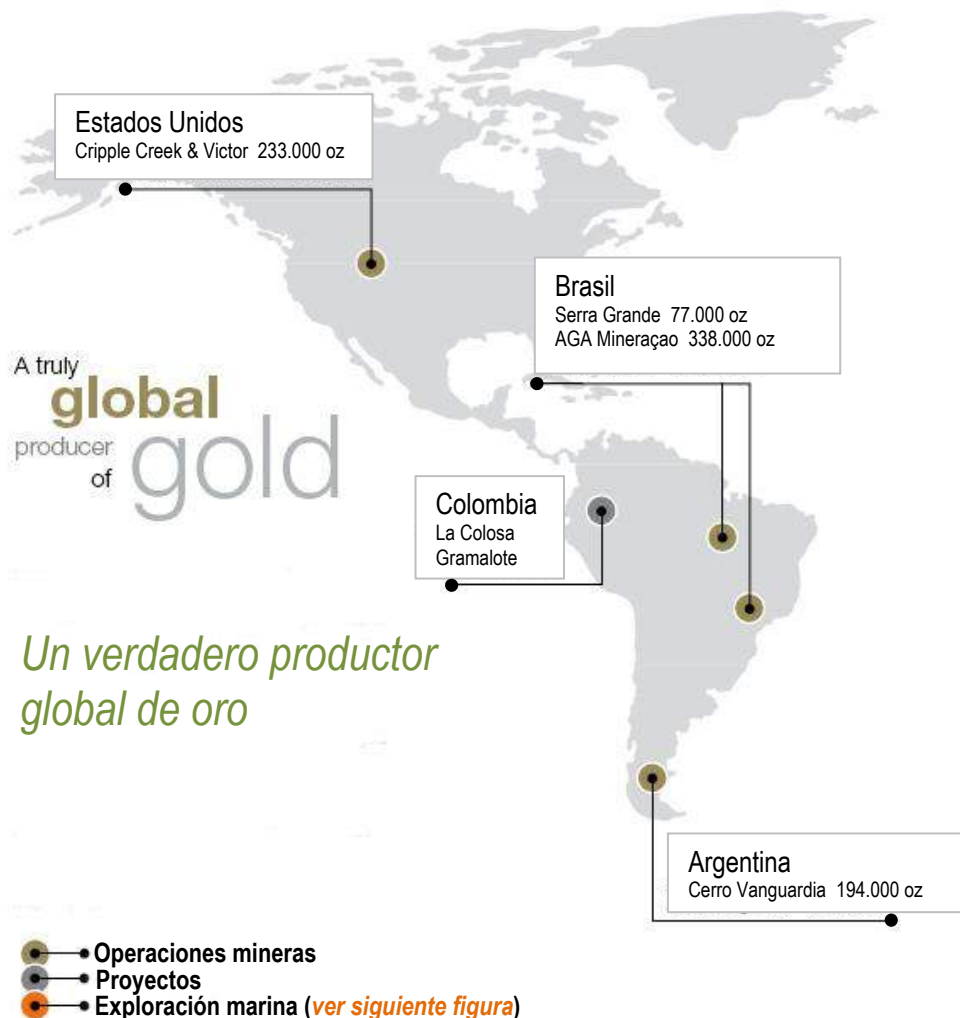 Estados Unidos
Cripple Creek & Victor 233.000 oz
Brasil
Serra Grande 77.000 oz
AGA Mineraçao 338.000 oz
A truly
global
producer
of gold
Colombia
La Colosa
Gramalote
Un verdadero productor
global de oro
Argentina
Cerro Vanguardia 194.000 oz
Operaciones mineras
Proyectos
Exploración marina (ver siguiente figura)